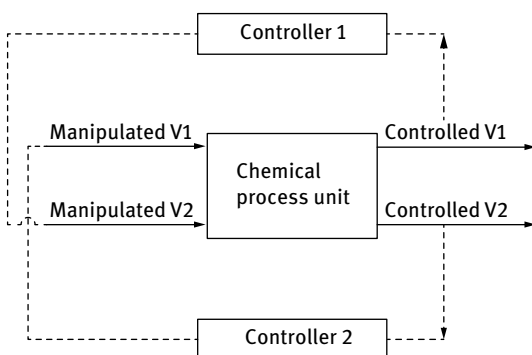 Controller 1
Manipulated V1
Controlled V1
Chemical
process unit
Manipulated V2
Controlled V2
Controller 2